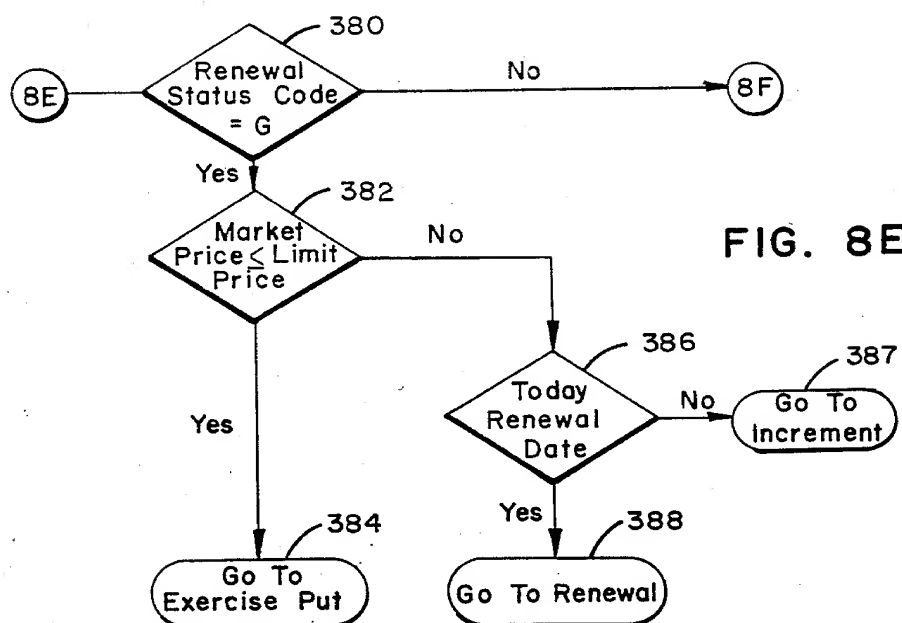 380
8E
Renewal
Status Code
= G
No
8F
Yes
382
Market
Price ≤ Limit
Price
No
FIG. 8E
386
Today
Renewal
Date
No
387
Go To
Increment
Yes
Yes
384
Go To
Exercise Put
388
Go To Renewal